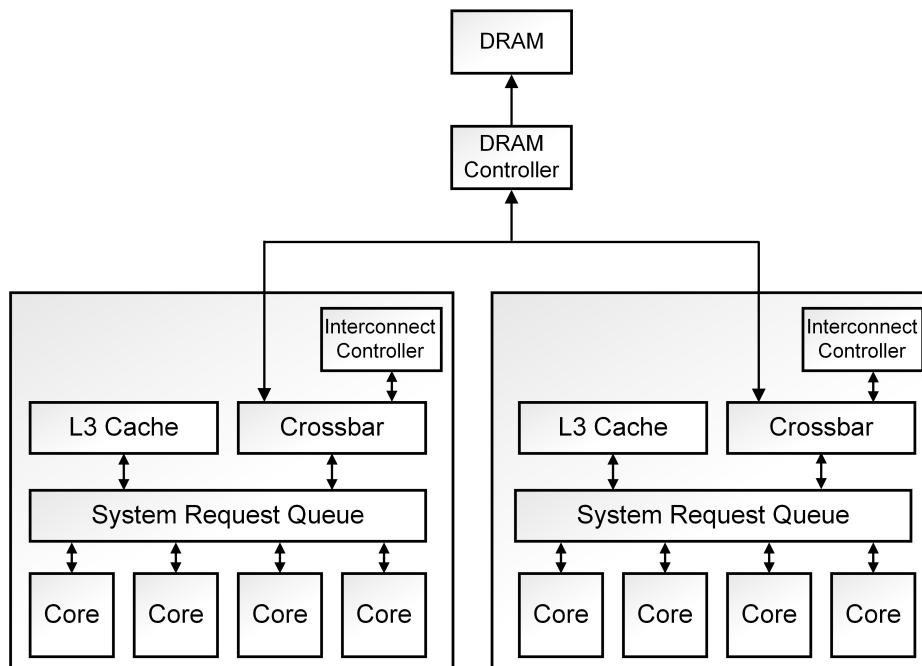 DRAM
DRAM
Controller
Interconnect
Controller
L3 Cache
Crossbar
System Request Queue
Core
Core
Core
Core
Interconnect
Controller
L3 Cache
Crossbar
System Request Queue
Core
Core
Core
Core